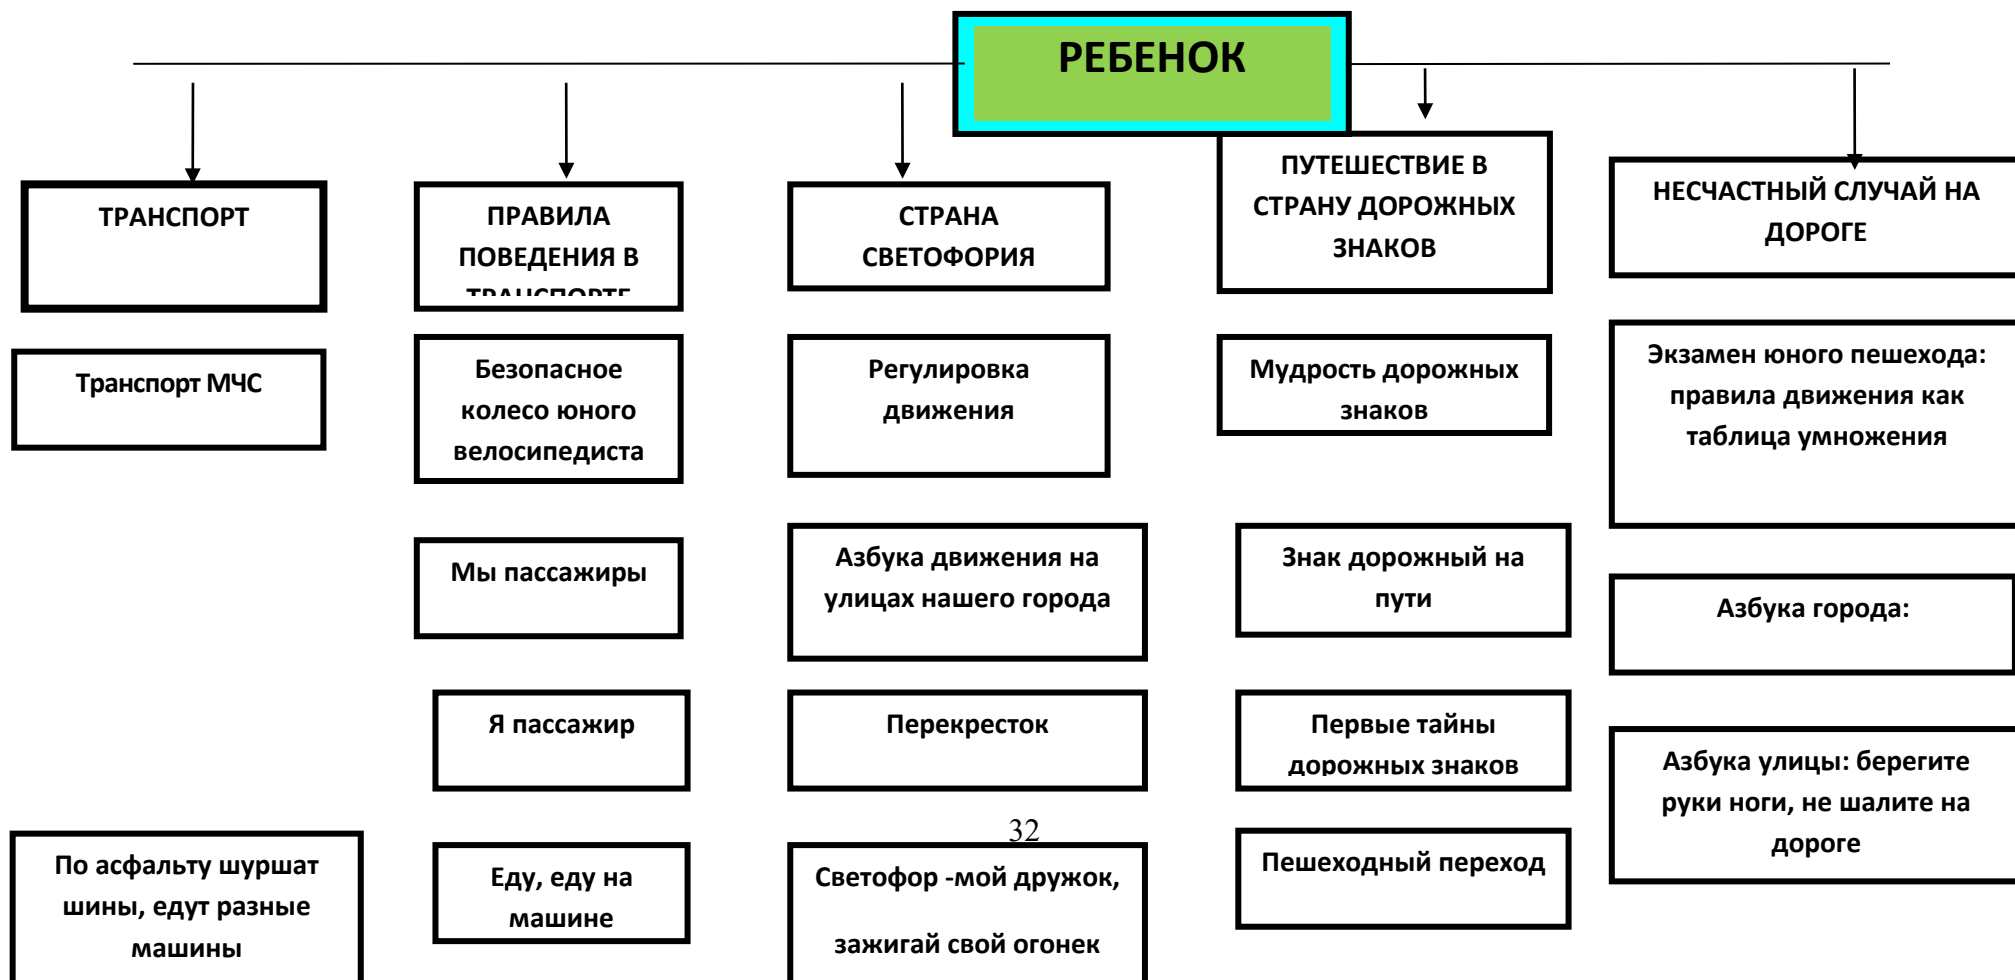 РЕБЕНОК
ТРАНСПОРТ
ПРАВИЛА
ПОВЕДЕНИЯ В
ТРАНСПОРТЕ
СТРАНА
СВЕТОФОРИЯ
ПУТЕШЕСТВИЕ В
СТРАНУ ДОРОЖНЫХ
ЗНАКОВ
НЕСЧАСТНЫЙ СЛУЧАЙ НА
ДОРОГЕ
Транспорт МЧС
Безопасное
колесо юного
велосипедиста
Регулировка
движения
Мудрость дорожных
знаков
Экзамен юного пешехода:
правила движения как
таблица умножения
Мы пассажиры
Азбука движения на
улицах нашего города
Знак дорожный на
пути
Азбука города:
Я пассажир
Перекресток
Первые тайны
дорожных знаков
Азбука улицы: берегите
руки ноги, не шалите на
дороге
32
По асфальту шуршат
шины, едут разные
машины
Еду, еду на
машине
Светофор -мой дружок,
зажигай свой огонек
Пешеходный переход